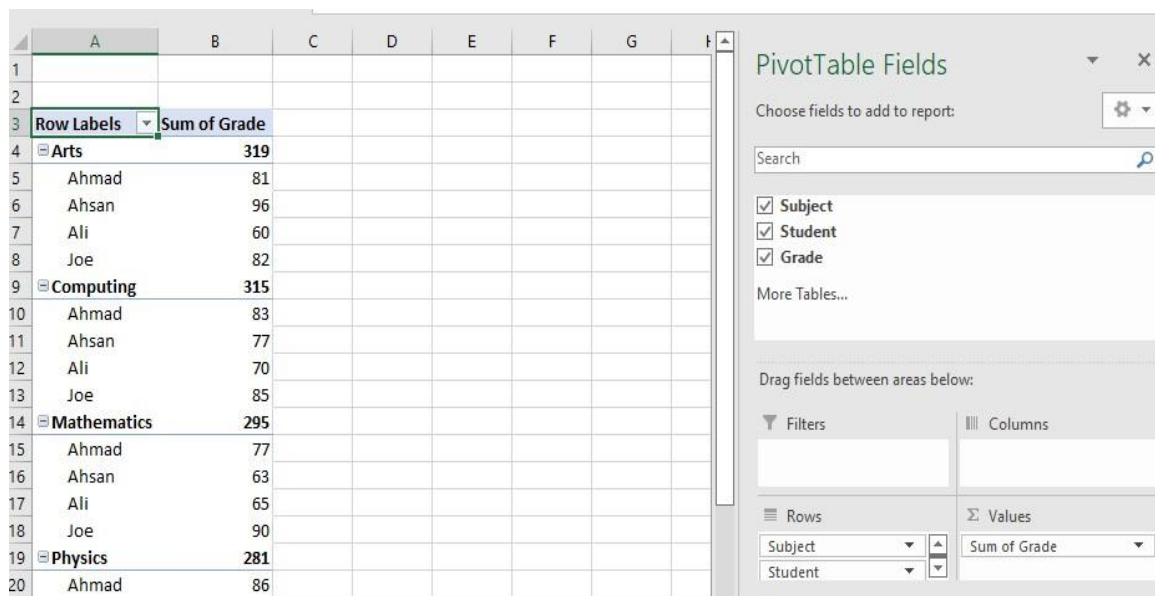 A B C D E F G
1
2
3 Row Labels Sum of Grade
4 Arts 319
5 Ahmad 81
6 Ahsan 96
7 Ali 60
8 Joe 82
9 Computing 315
10 Ahmad 83
11 Ahsan 77
12 Ali 70
13 Joe 85
14 Mathematics 295
15 Ahmad 77
16 Ahsan 63
17 Ali 65
18 Joe 90
19 Physics 281
20 Ahmad 86
PivotTable Fields
Choose fields to add to report:
Search
Subject
Student
Grade
More Tables...
Drag fields between areas below:
Filters
Columns
Rows
Subject
Student
Σ Values
Sum of Grade